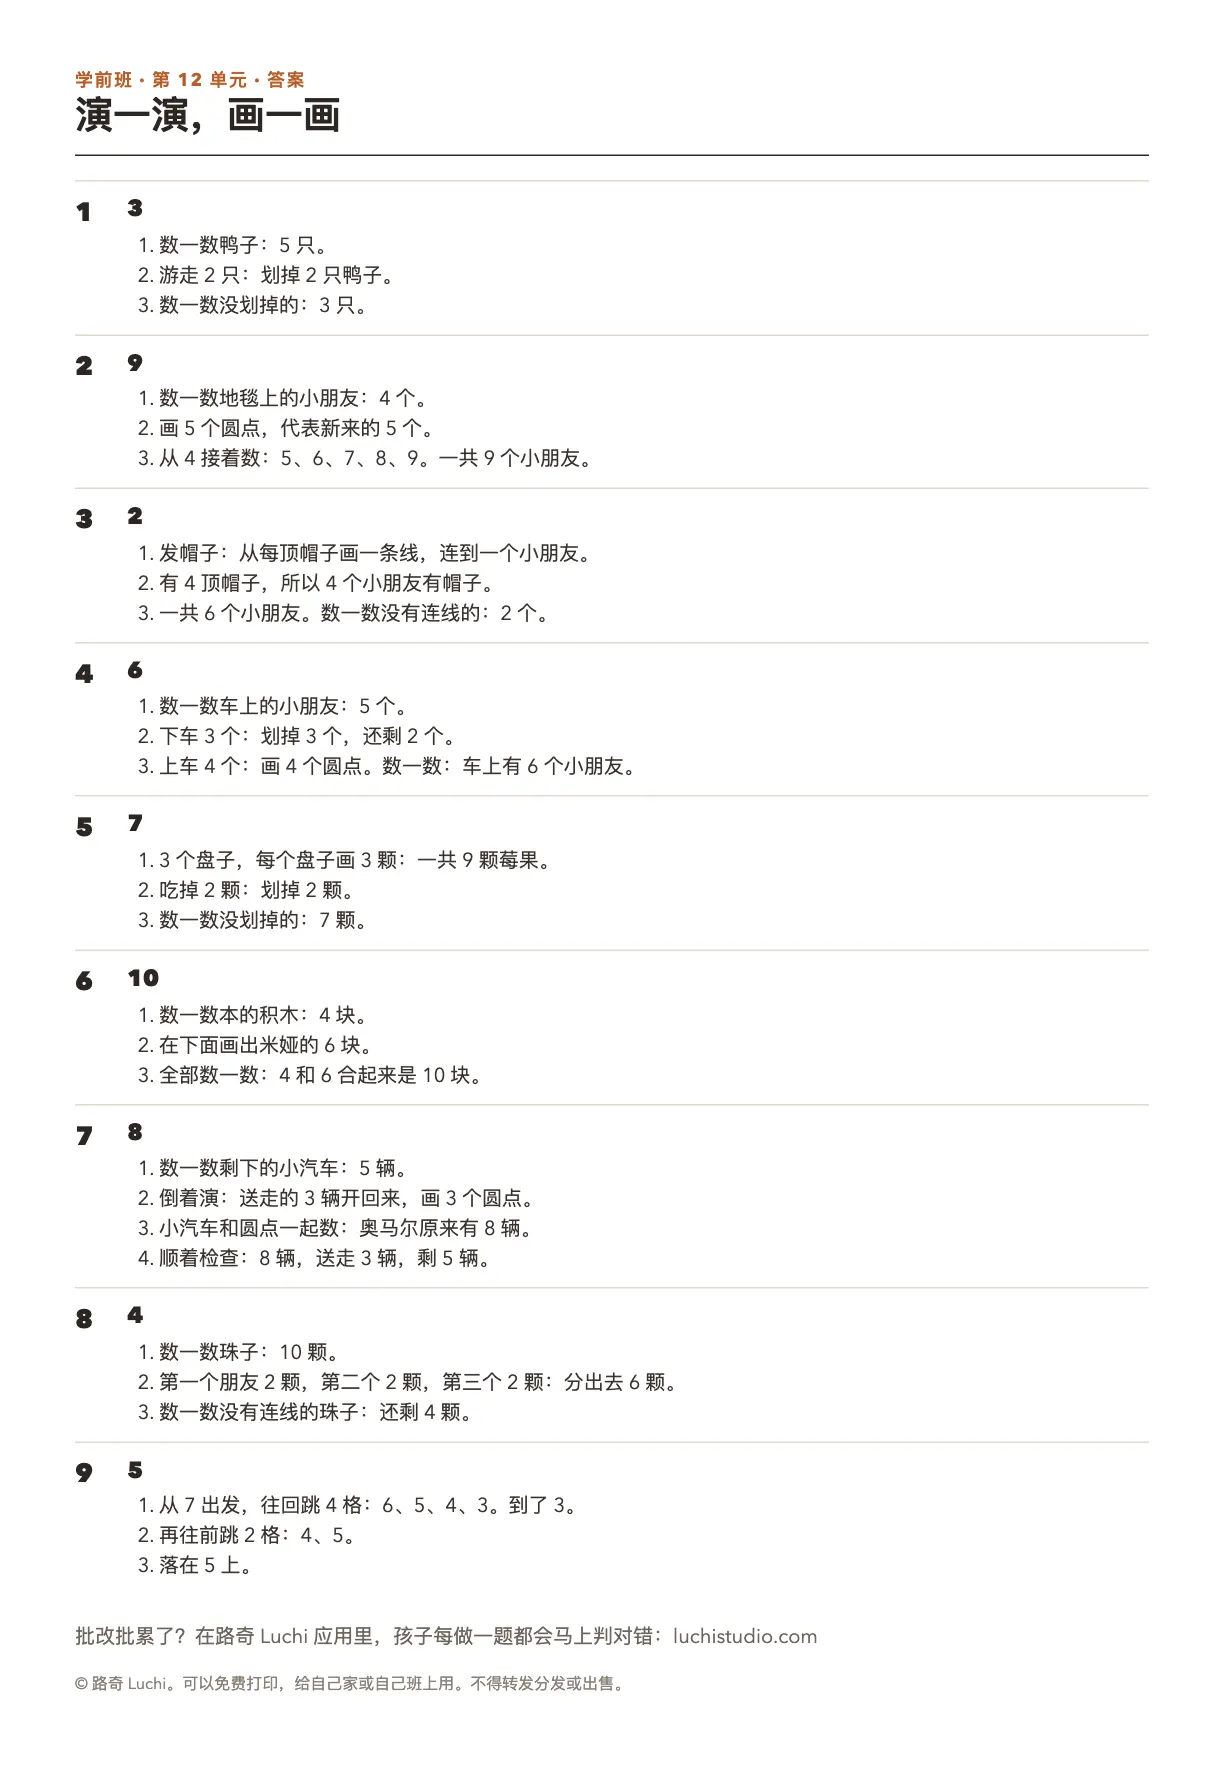 学前班·第 12 单元·答案
演一演，画一画
1 3
1. 数一数鸭子：5 只。
2. 游走 2 只：划掉 2 只鸭子。
3. 数一数没划掉的：3 只。
2 9
1. 数一数地毯上的小朋友：4 个。
2. 画 5 个圆点，代表新来的 5 个。
3. 从 4 接着数：5、6、7、8、9。一共 9 个小朋友。
3 2
1. 发帽子：从每顶帽子画一条线，连到一个小朋友。
2. 有 4 顶帽子，所以 4 个小朋友有帽子。
3. 一共 6 个小朋友。数一数没有连线的：2 个。
4 6
1. 数一数车上的小朋友：5 个。
2. 下车 3 个：划掉 3 个，还剩 2 个。
3. 上车 4 个：画 4 个圆点。数一数：车上有 6 个小朋友。
5 7
1. 3 个盘子，每个盘子画 3 颗：一共 9 颗莓果。
2. 吃掉 2 颗：划掉 2 颗。
3. 数一数没划掉的：7 颗。
6 10
1. 数一数本的积木：4 块。
2. 在下面画出米娅的 6 块。
3. 全部数一数：4 和 6 合起来是 10 块。
7 8
1. 数一数剩下的小汽车：5 辆。
2. 倒着演：送走的 3 辆开回来，画 3 个圆点。
3. 小汽车和圆点一起数：奥马尔原来有 8 辆。
4. 顺着检查：8 辆，送走 3 辆，剩 5 辆。
8 4
1. 数一数珠子：10 颗。
2. 第一个朋友 2 颗，第二个 2 颗，第三个 2 颗：分出去 6 颗。
3. 数一数没有连线的珠子：还剩 4 颗。
9 5
1. 从 7 出发，往回跳 4 格：6、5、4、3。到了 3。
2. 再往前跳 2 格：4、5。
3. 落在 5 上。
批改批累了？在路奇 Luchi 应用里，孩子每做一题都会马上判对错：luchistudio.com
© 路奇 Luchi。可以免费打印，给自己家或自己班上用。不得转发分发或出售。